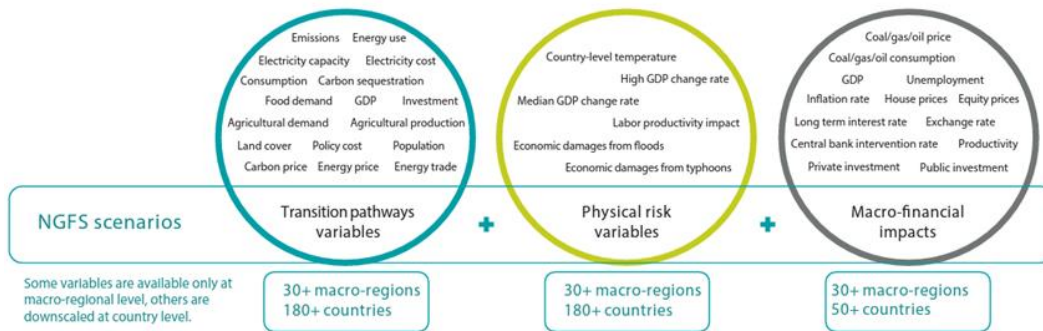 Emissions Energy use
Electricity capacity Electricity cost
Consumption Carbon sequestration
Food demand GDP Investment
Agricultural demand Agricultural production
Land cover Policy cost Population
Carbon price Energy price Energy trade
Transition pathways
variables
Country-level temperature
High GDP change rate
Median GDP change rate
Labor productivity impact
Economic damages from floods
Economic damages from typhoons
Physical risk
variables
Coal/gas/oil price
Coal/gas/oil consumption
GDP Unemployment
Inflation rate House prices Equity prices
Long term interest rate Exchange rate
Central bank intervention rate Productivity
Private investment Public investment
Macro-financial
impacts
NGFS scenarios
+
+
Some variables are available only at
macro-regional level, others are
downscaled at country level.
30+ macro-regions
180+ countries
30+ macro-regions
180+ countries
30+ macro-regions
50+ countries